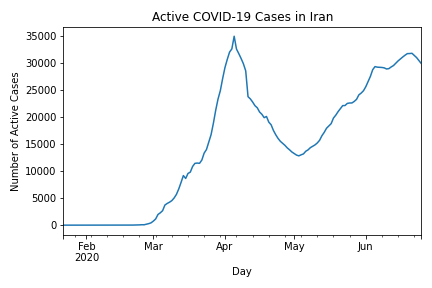 Active COVID-19 Cases in Iran
Number of Active Cases
35000
30000
25000
20000
15000
10000
5000
0
Feb Mar Apr May Jun
2020
Day